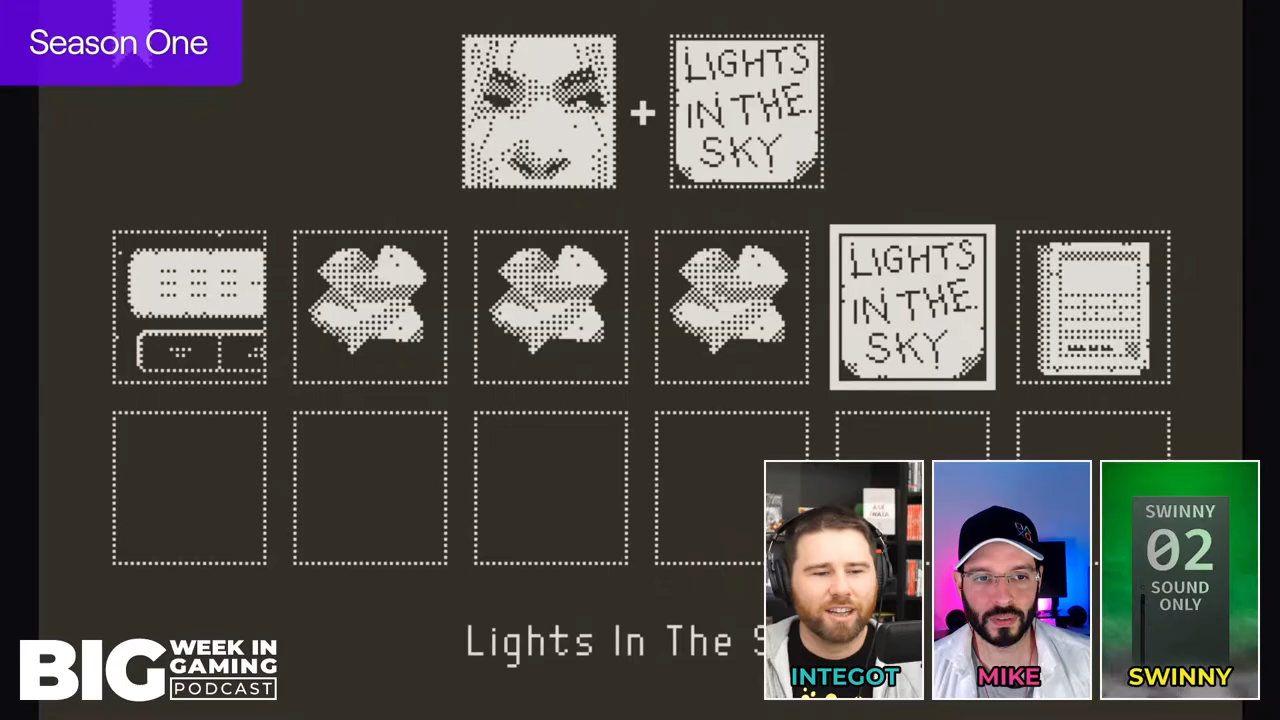 Season One
LIGHTS
IN THE
SKY
LIGHTS
IN THE
SKY
SWINNY
02
SOUND
ONLY
Lights In The S
BIG WEEK IN
GAMING
PODCAST
INTEGOT
MIKE
SWINNY